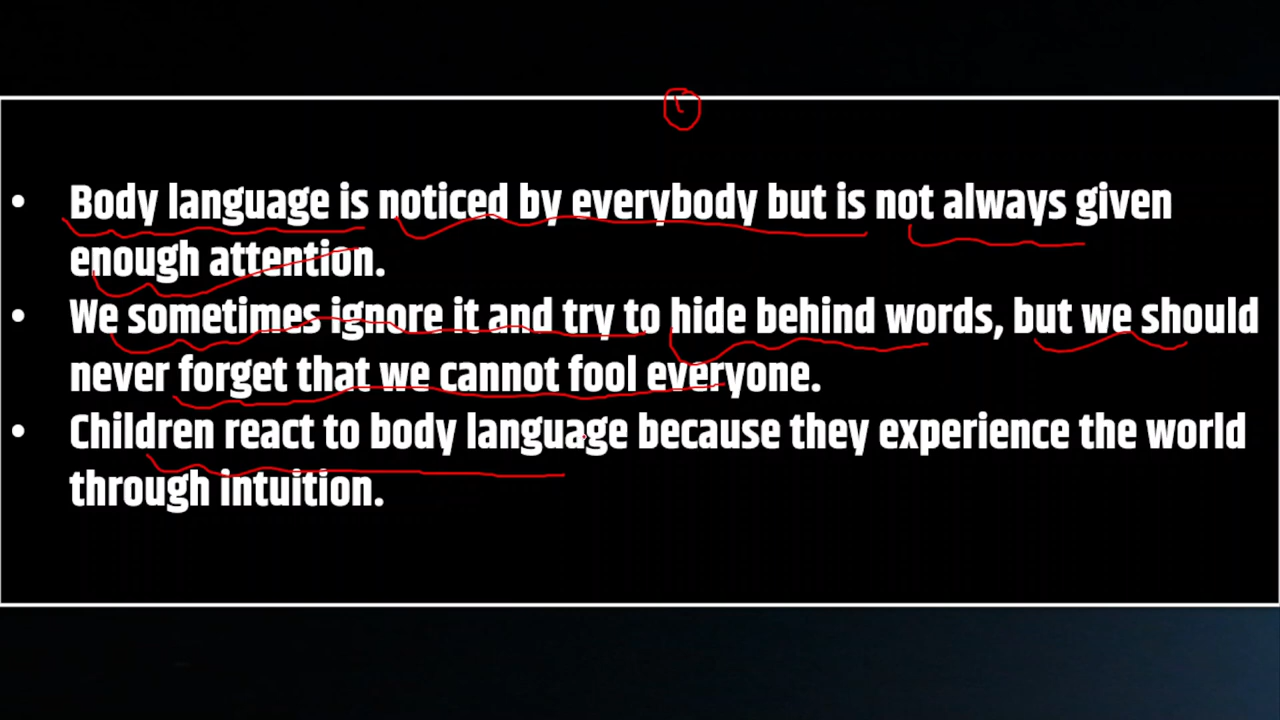 • Body language is noticed by everybody but is not always given
enough attention.
• We sometimes ignore it and try to hide behind words, but we should
never forget that we cannot fool everyone.
• Children react to body language because they experience the world
through intuition.